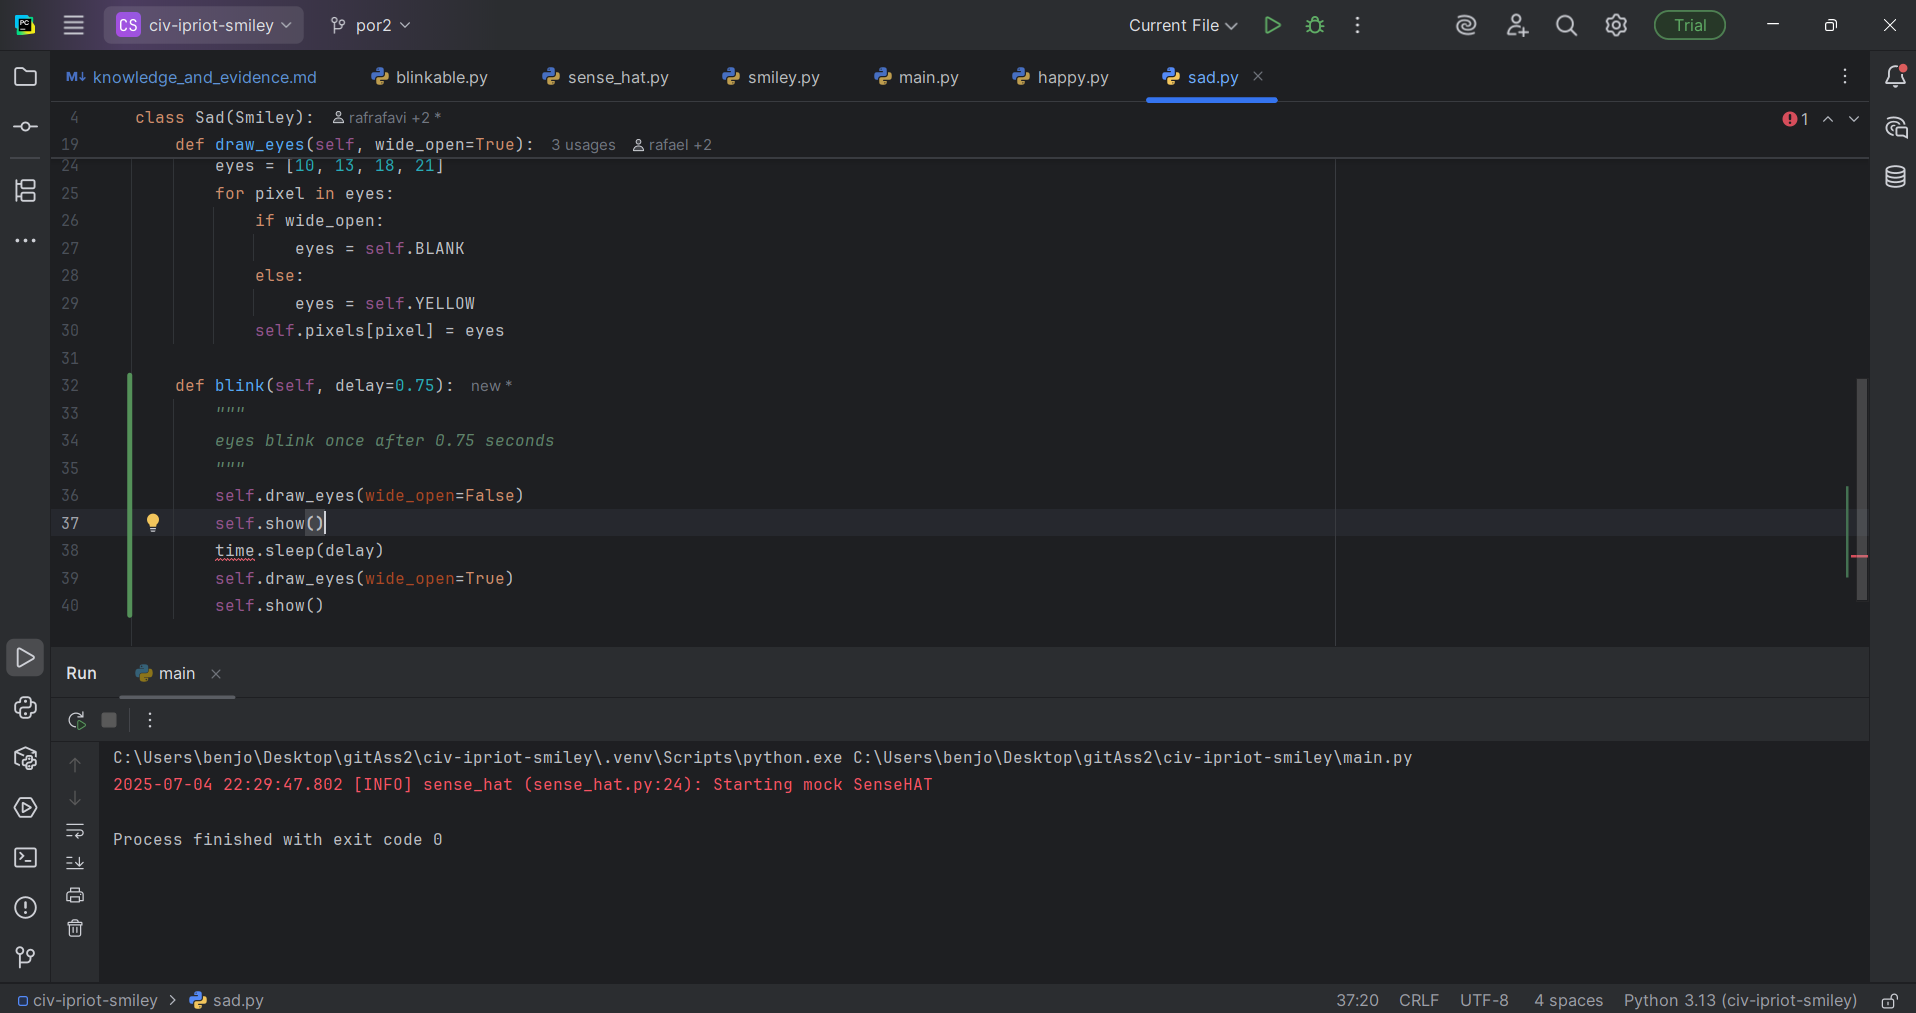 CS civ-ipriot-smiley por2 Current File Trial
M↓ knowledge_and_evidence.md blinkable.py sense_hat.py smiley.py main.py happy.py sad.py
4 class Sad(Smiley): rafrafavi +2 * 1
19 def draw_eyes(self, wide_open=True): 3 usages rafael +2
24 eyes = [10, 13, 18, 21]
25 for pixel in eyes:
26 if wide_open:
27 eyes = self.BLANK
28 else:
29 eyes = self.YELLOW
30 self.pixels[pixel] = eyes
31
32 def blink(self, delay=0.75): new *
33 """
34 eyes blink once after 0.75 seconds
35 """
36 self.draw_eyes(wide_open=False)
37 self.show()
38 time.sleep(delay)
39 self.draw_eyes(wide_open=True)
40 self.show()
Run main
C:\Users\benjo\Desktop\gitAss2\civ-ipriot-smiley\.venv\Scripts\python.exe C:\Users\benjo\Desktop\gitAss2\civ-ipriot-smiley\main.py
2025-07-04 22:29:47.802 [INFO] sense_hat (sense_hat.py:24): Starting mock SenseHAT
Process finished with exit code 0
civ-ipriot-smiley > sad.py 37:20 CRLF UTF-8 4 spaces Python 3.13 (civ-ipriot-smiley)